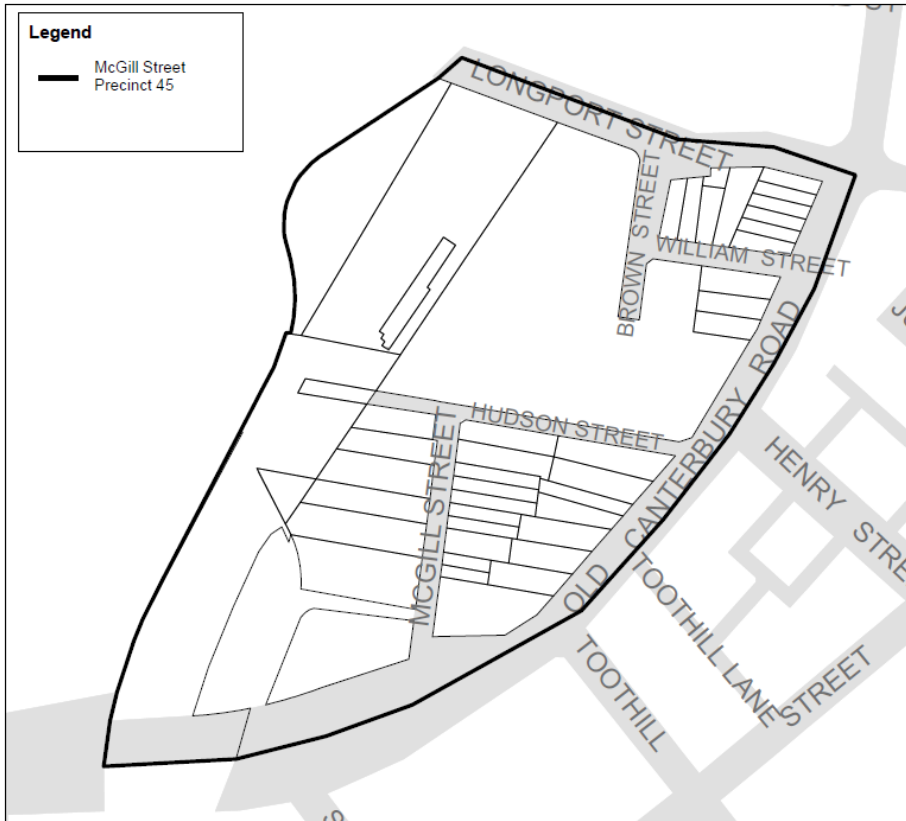 Legend
McGill Street
Precinct 45
LONGPORT STREET
BROWN STREET
WILLIAM STREET
HUDSON STREET
MCGILL STREET
OLD CANTERBURY ROAD
HENRY STRE
TOOTHILL LANE
TOOTHILL
STREET